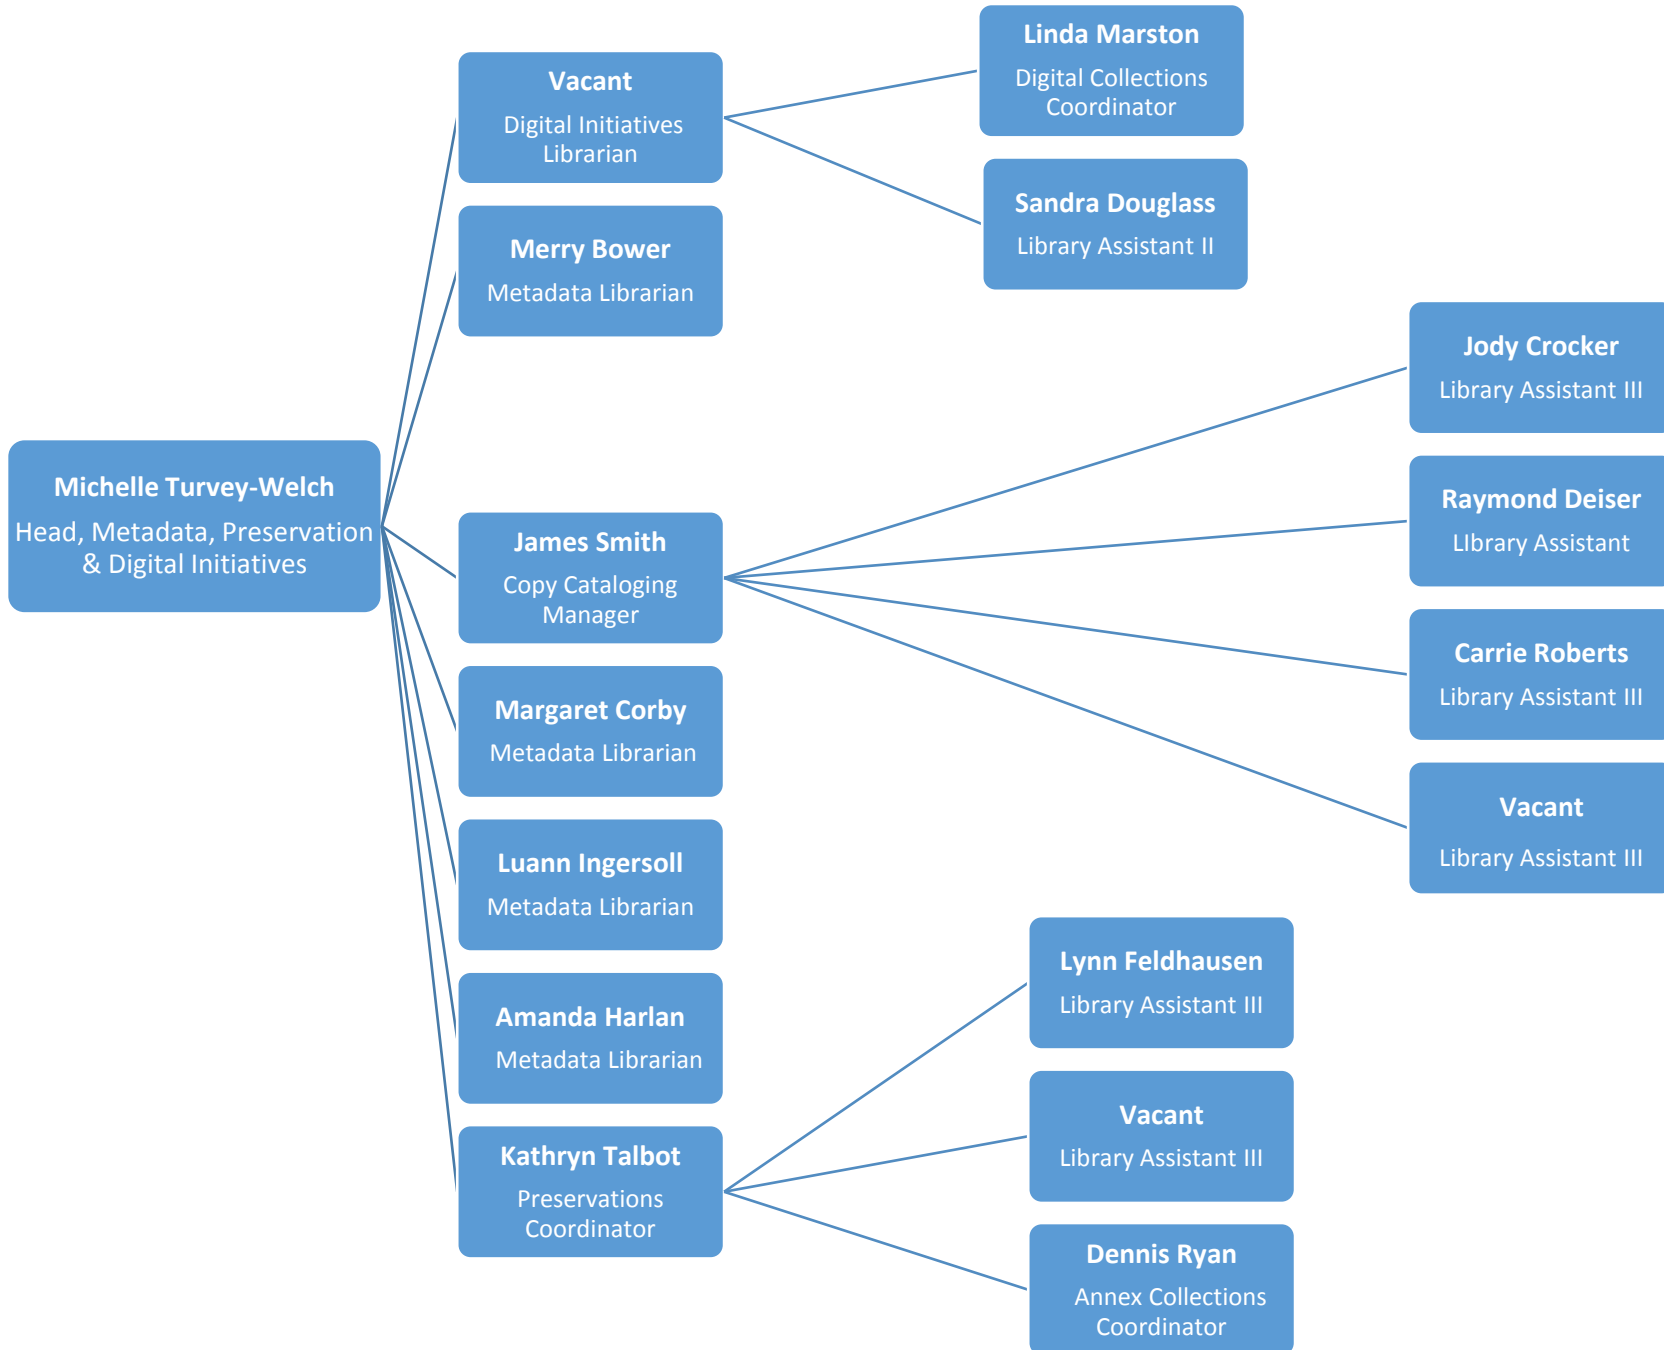 Michelle Turvey-Welch
Head, Metadata, Preservation
& Digital Initiatives
Vacant
Digital Initiatives
Librarian
Linda Marston
Digital Collections
Coordinator
Sandra Douglass
Library Assistant II
Merry Bower
Metadata Librarian
James Smith
Copy Cataloging
Manager
Jody Crocker
Library Assistant III
Raymond Deiser
LIbrary Assistant
Carrie Roberts
Library Assistant III
Vacant
Library Assistant III
Margaret Corby
Metadata Librarian
Luann Ingersoll
Metadata Librarian
Amanda Harlan
Metadata Librarian
Kathryn Talbot
Preservations
Coordinator
Lynn Feldhausen
Library Assistant III
Vacant
Library Assistant III
Dennis Ryan
Annex Collections
Coordinator